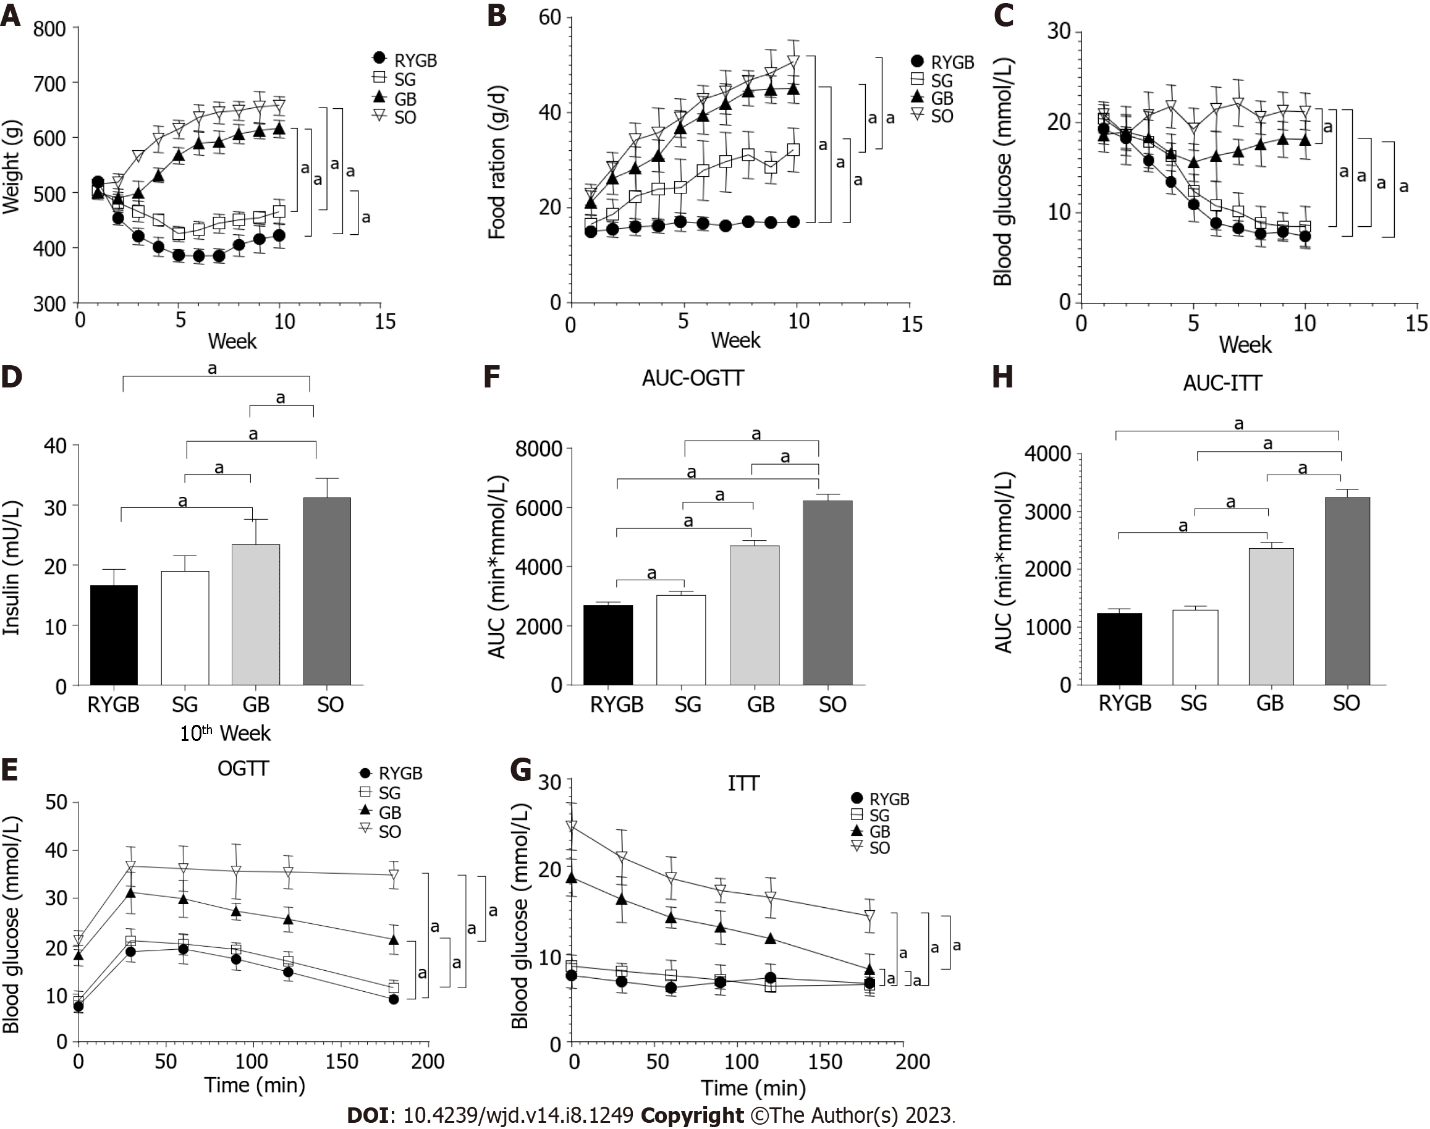 A
800
700
600
500
400
300
0
5
10
15
Weight (g)
Week
RYGB
SG
GB
SO
a
a
a
a
a
B
60
40
20
0
0
5
10
15
Food ration (g/d)
Week
RYGB
SG
GB
SO
a
a
a
a
a
C
30
20
10
0
0
5
10
15
Blood glucose (mmol/L)
Week
RYGB
SG
GB
SO
a
a
a
a
a
D
40
30
20
10
0
Insulin (mU/L)
a
a
a
a
a
RYGB SG GB SO
10th Week
F
AUC-OGTT
8000
6000
4000
2000
0
AUC (min*mmol/L)
a
a
a
a
a
a
RYGB SG GB SO
H
AUC-ITT
4000
3000
2000
1000
0
AUC (min*mmol/L)
a
a
a
a
a
RYGB SG GB SO
E
OGTT
50
40
30
20
10
0
0
50
100
150
200
Blood glucose (mmol/L)
Time (min)
RYGB
SG
GB
SO
a
a
a
a
a
G
ITT
30
20
10
0
0
50
100
150
200
Blood glucose (mmol/L)
Time (min)
RYGB
SG
GB
SO
a
a
a
a
a
DOI: 10.4239/wjd.v14.i8.1249 Copyright ©The Author(s) 2023.